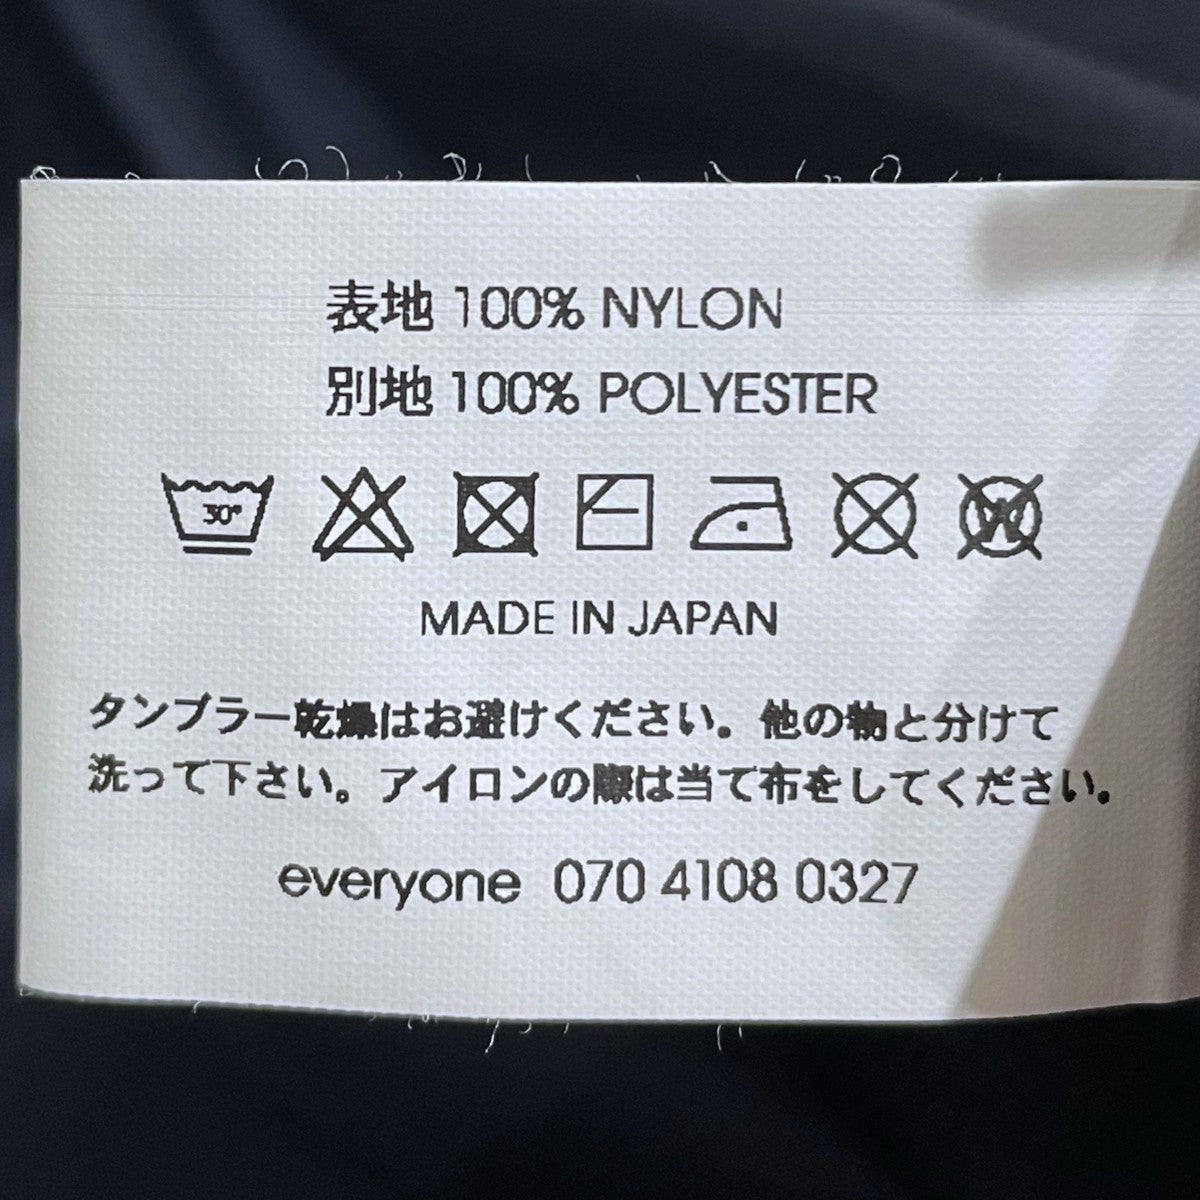 表地 100% NYLON
別地 100% POLYESTER
30°
W
MADE IN JAPAN
タンブラー乾燥はお避けください。他の物と分けて
洗って下さい。アイロンの際は当て布をしてください。
everyone 070 4108 0327